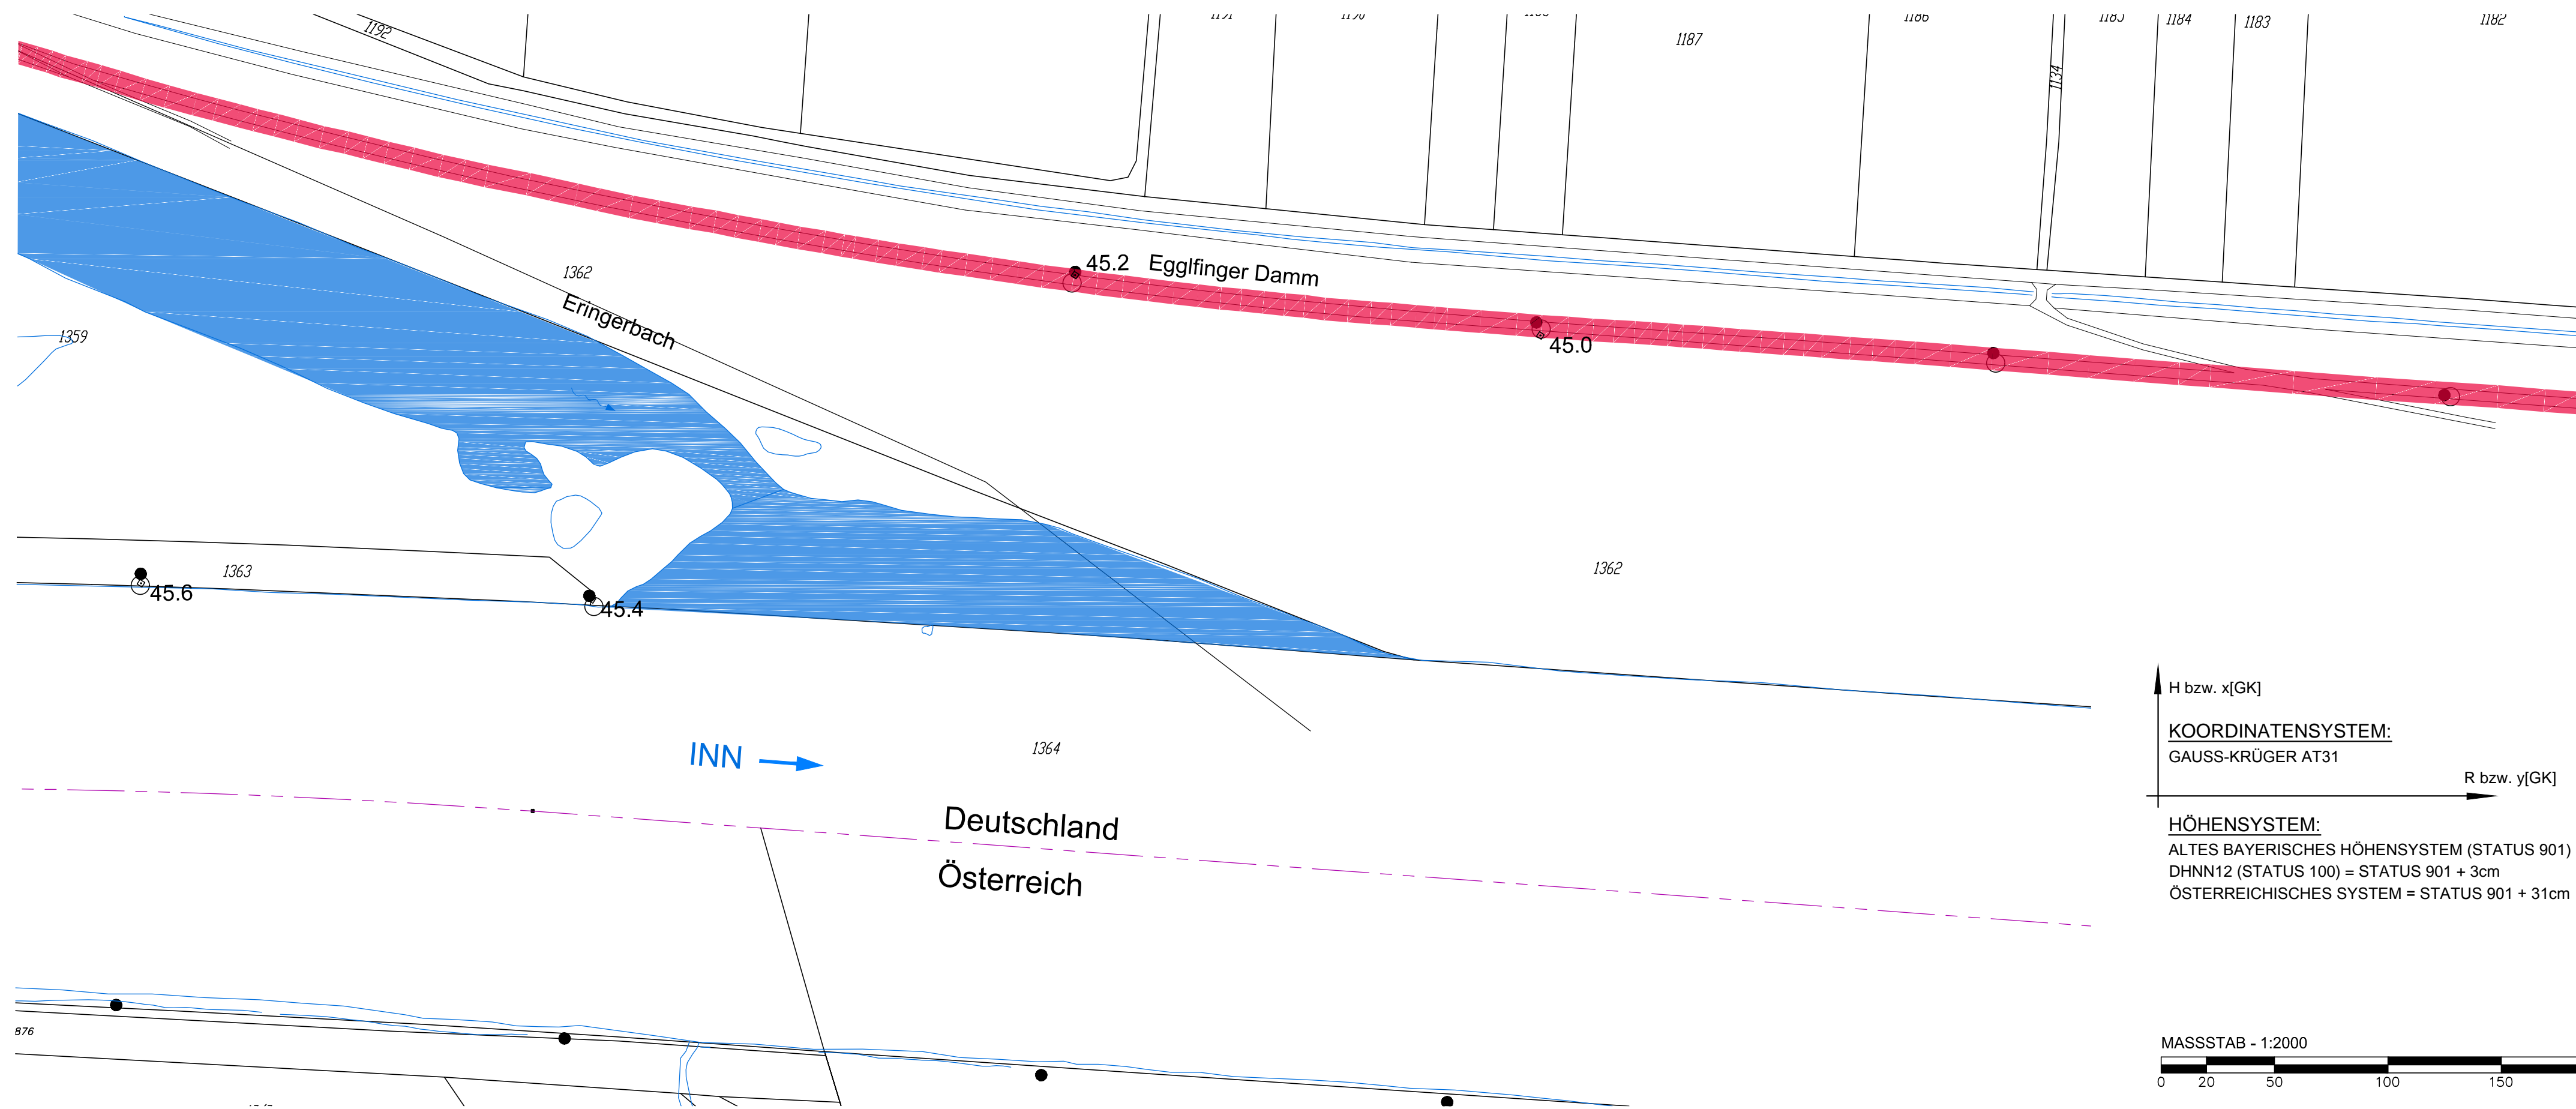 1192
1191
1190
1187
1186
1134
1185
1184
1183
1182
1362
Eringerbach
45.2 Egglfinger Damm
1359
45.0
1363
45.6
45.4
1362
INN
1364
Deutschland
Österreich
876
H bzw. x[GK]
KOORDINATENSYSTEM:
GAUSS-KRÜGER AT31
R bzw. y[GK]
HÖHENSYSTEM:
ALTES BAYERISCHES HÖHENSYSTEM (STATUS 901)
DHNN12 (STATUS 100) = STATUS 901 + 3cm
ÖSTERREICHISCHES SYSTEM = STATUS 901 + 31cm
MASSSTAB - 1:2000
0 20 50 100 150